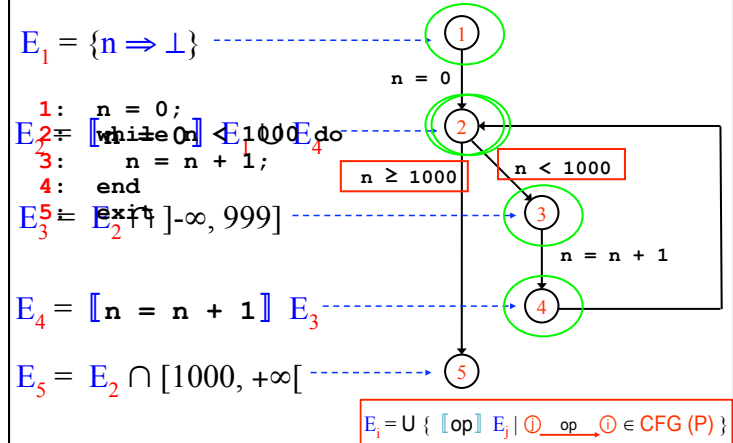 E1 = {n ⇒ ⊥}
1
n = 0
1: n = 0;
2: while n < 1000 do
E2 = ⟦n = 0⟧ E1 ∪ E4
2
3: n = n + 1;
n ≥ 1000
n < 1000
4: end
5: exit
E3 = E2 ∩ ]-∞, 999]
3
n = n + 1
E4 = ⟦n = n + 1⟧ E3
4
E5 = E2 ∩ [1000, +∞[
5
Ei = U { ⟦op⟧ Ej | ⓙ op ⓘ ∈ CFG (P) }